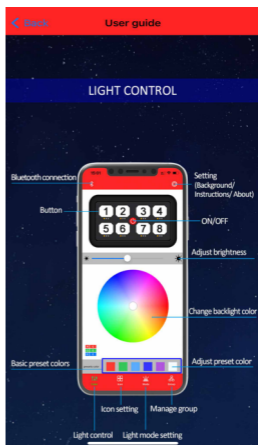 < Back
User guide
LIGHT CONTROL
Bluetooth connection
Setting
(Background/
Instructions/ About)
Button
1 2 3 4
5 6 7 8
ON/OFF
Adjust brightness
Change backlight color
Basic preset colors
Adjust preset color
Icon setting
Manage group
Light control
Light mode setting